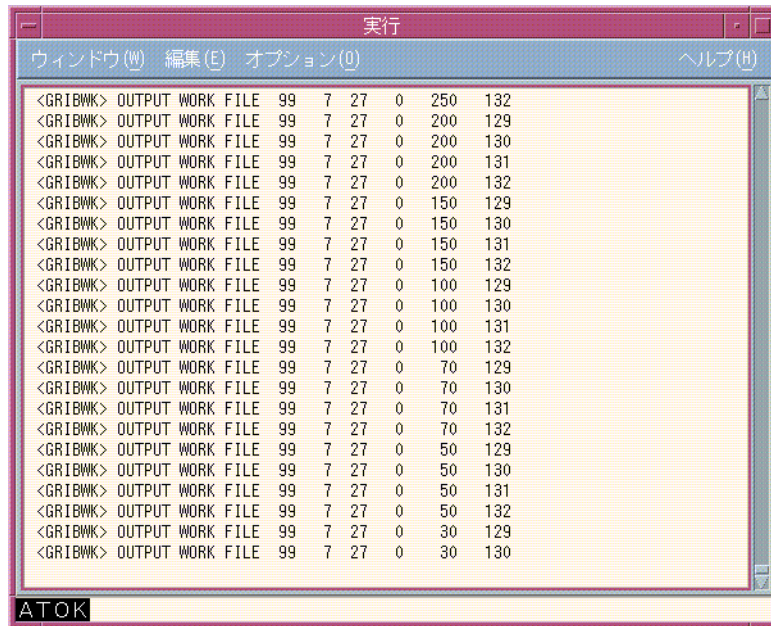 実行
ウィンドウ(W) 編集(E) オプション(O) ヘルプ(H)
<GRIBWK> OUTPUT WORK FILE 99 7 27 0 250 132
<GRIBWK> OUTPUT WORK FILE 99 7 27 0 200 129
<GRIBWK> OUTPUT WORK FILE 99 7 27 0 200 130
<GRIBWK> OUTPUT WORK FILE 99 7 27 0 200 131
<GRIBWK> OUTPUT WORK FILE 99 7 27 0 200 132
<GRIBWK> OUTPUT WORK FILE 99 7 27 0 150 129
<GRIBWK> OUTPUT WORK FILE 99 7 27 0 150 130
<GRIBWK> OUTPUT WORK FILE 99 7 27 0 150 131
<GRIBWK> OUTPUT WORK FILE 99 7 27 0 150 132
<GRIBWK> OUTPUT WORK FILE 99 7 27 0 100 129
<GRIBWK> OUTPUT WORK FILE 99 7 27 0 100 130
<GRIBWK> OUTPUT WORK FILE 99 7 27 0 100 131
<GRIBWK> OUTPUT WORK FILE 99 7 27 0 100 132
<GRIBWK> OUTPUT WORK FILE 99 7 27 0 70 129
<GRIBWK> OUTPUT WORK FILE 99 7 27 0 70 130
<GRIBWK> OUTPUT WORK FILE 99 7 27 0 70 131
<GRIBWK> OUTPUT WORK FILE 99 7 27 0 70 132
<GRIBWK> OUTPUT WORK FILE 99 7 27 0 50 129
<GRIBWK> OUTPUT WORK FILE 99 7 27 0 50 130
<GRIBWK> OUTPUT WORK FILE 99 7 27 0 50 131
<GRIBWK> OUTPUT WORK FILE 99 7 27 0 50 132
<GRIBWK> OUTPUT WORK FILE 99 7 27 0 30 129
<GRIBWK> OUTPUT WORK FILE 99 7 27 0 30 130
ATOK